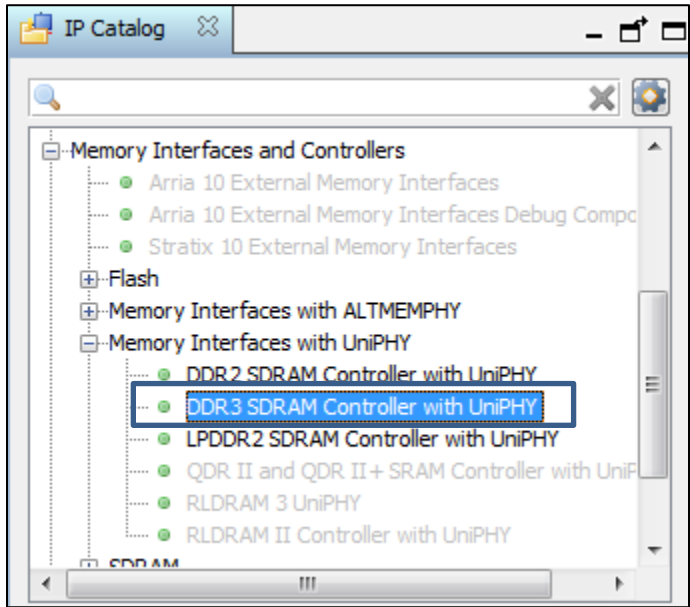 IP Catalog
Memory Interfaces and Controllers
Arria 10 External Memory Interfaces
Arria 10 External Memory Interfaces Debug Compo
Stratix 10 External Memory Interfaces
Flash
Memory Interfaces with ALTMEMPHY
Memory Interfaces with UniPHY
DDR2 SDRAM Controller with UniPHY
DDR3 SDRAM Controller with UniPHY
LPDDR2 SDRAM Controller with UniPHY
QDR II and QDR II+ SRAM Controller with UniP
RLDRAM 3 UniPHY
RLDRAM II Controller with UniPHY
SDRAM